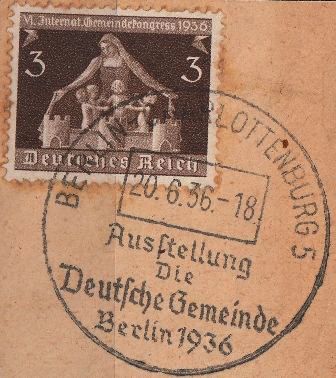 VI. Internat. Gemeindekongress 1936
3 3
Deutsches Reich
BERLIN-CHARLOTTENBURG 5
20.6.36.-18
Ausstellung
Die
Deutsche Gemeinde
Berlin 1936